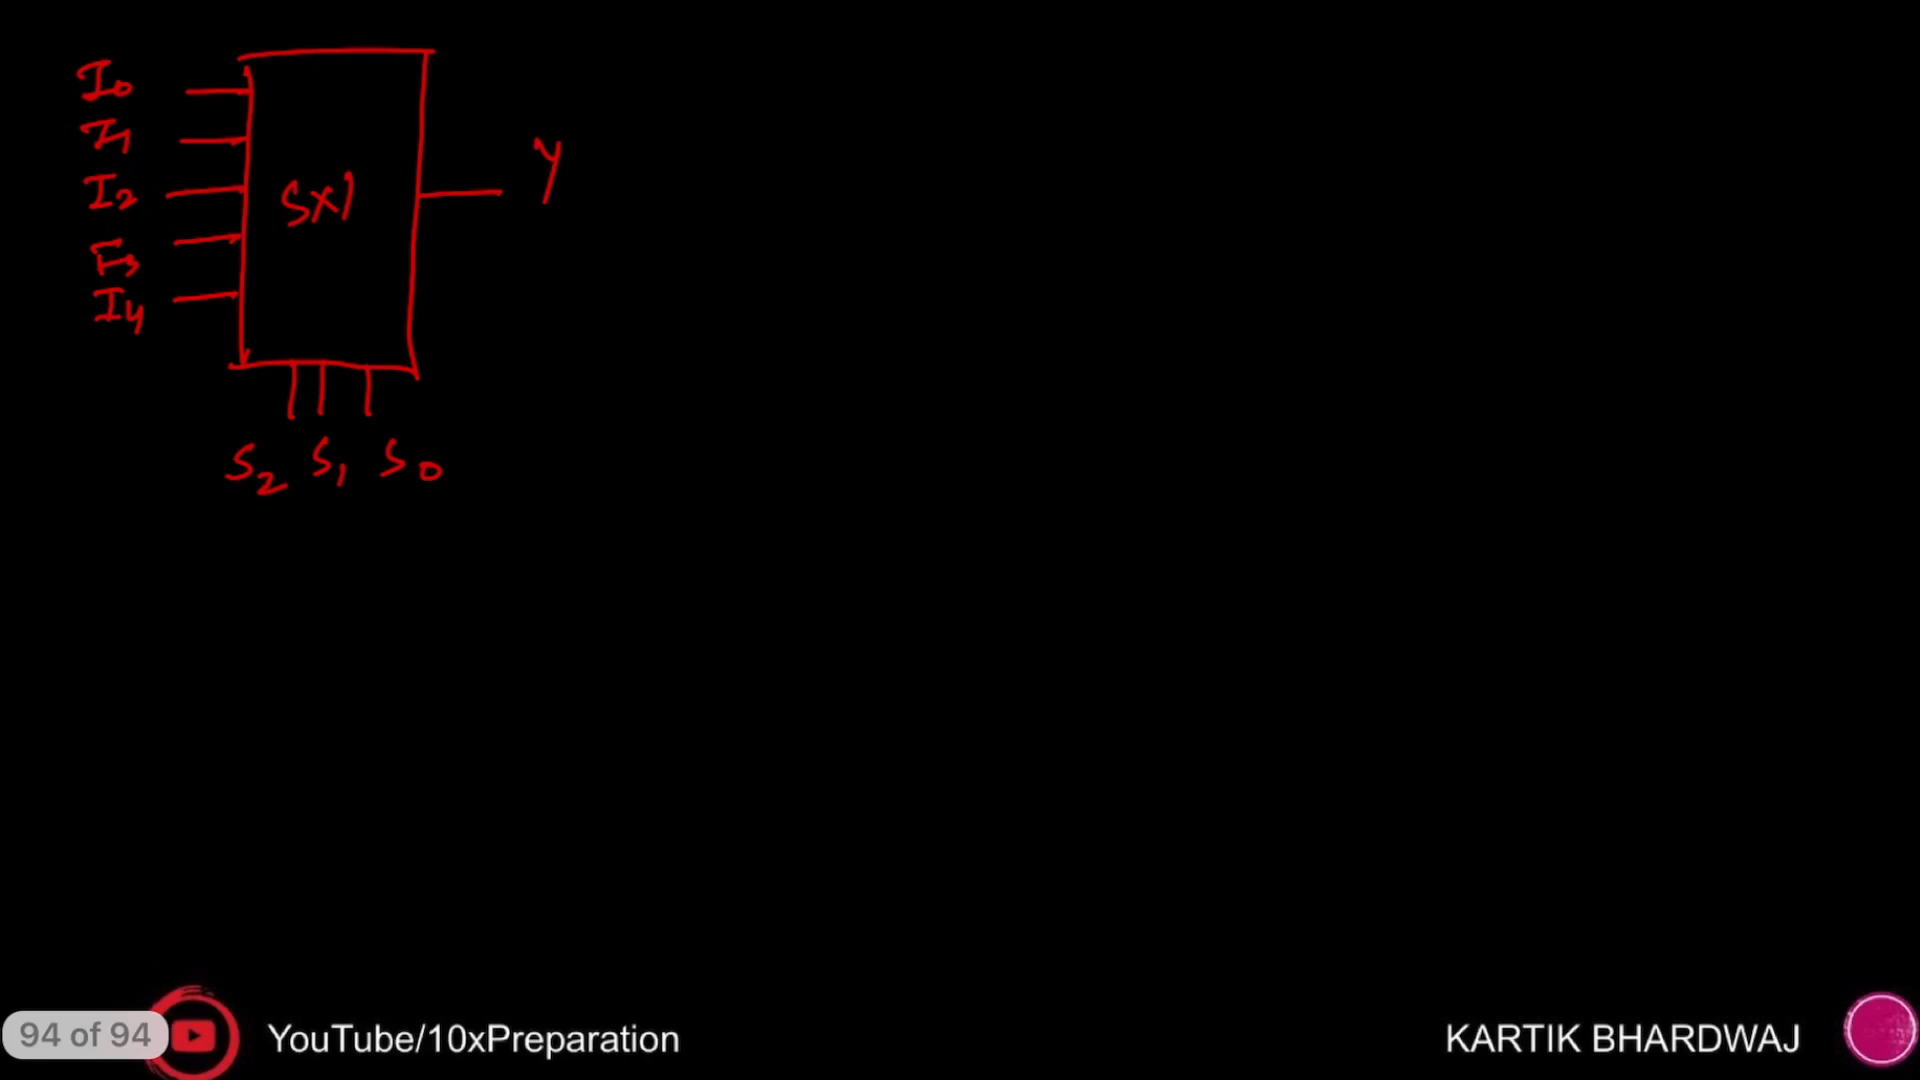 I0
I1
I2
I3
I4
5x1
Y
S2 S1 S0
94 of 94
YouTube/10xPreparation
KARTIK BHARDWAJ